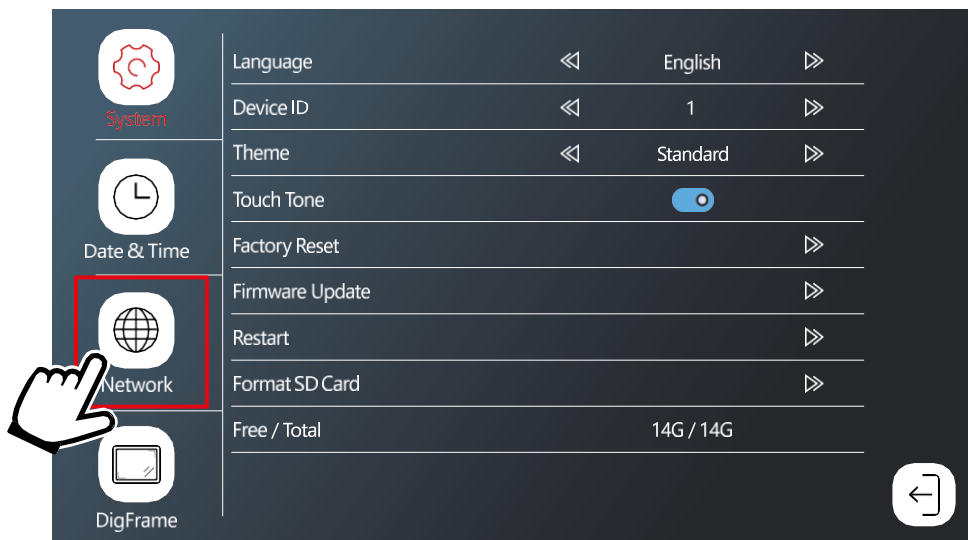 System
Date & Time
Network
DigFrame
Language English
Device ID 1
Theme Standard
Touch Tone
Factory Reset
Firmware Update
Restart
Format SD Card
Free / Total 14G / 14G